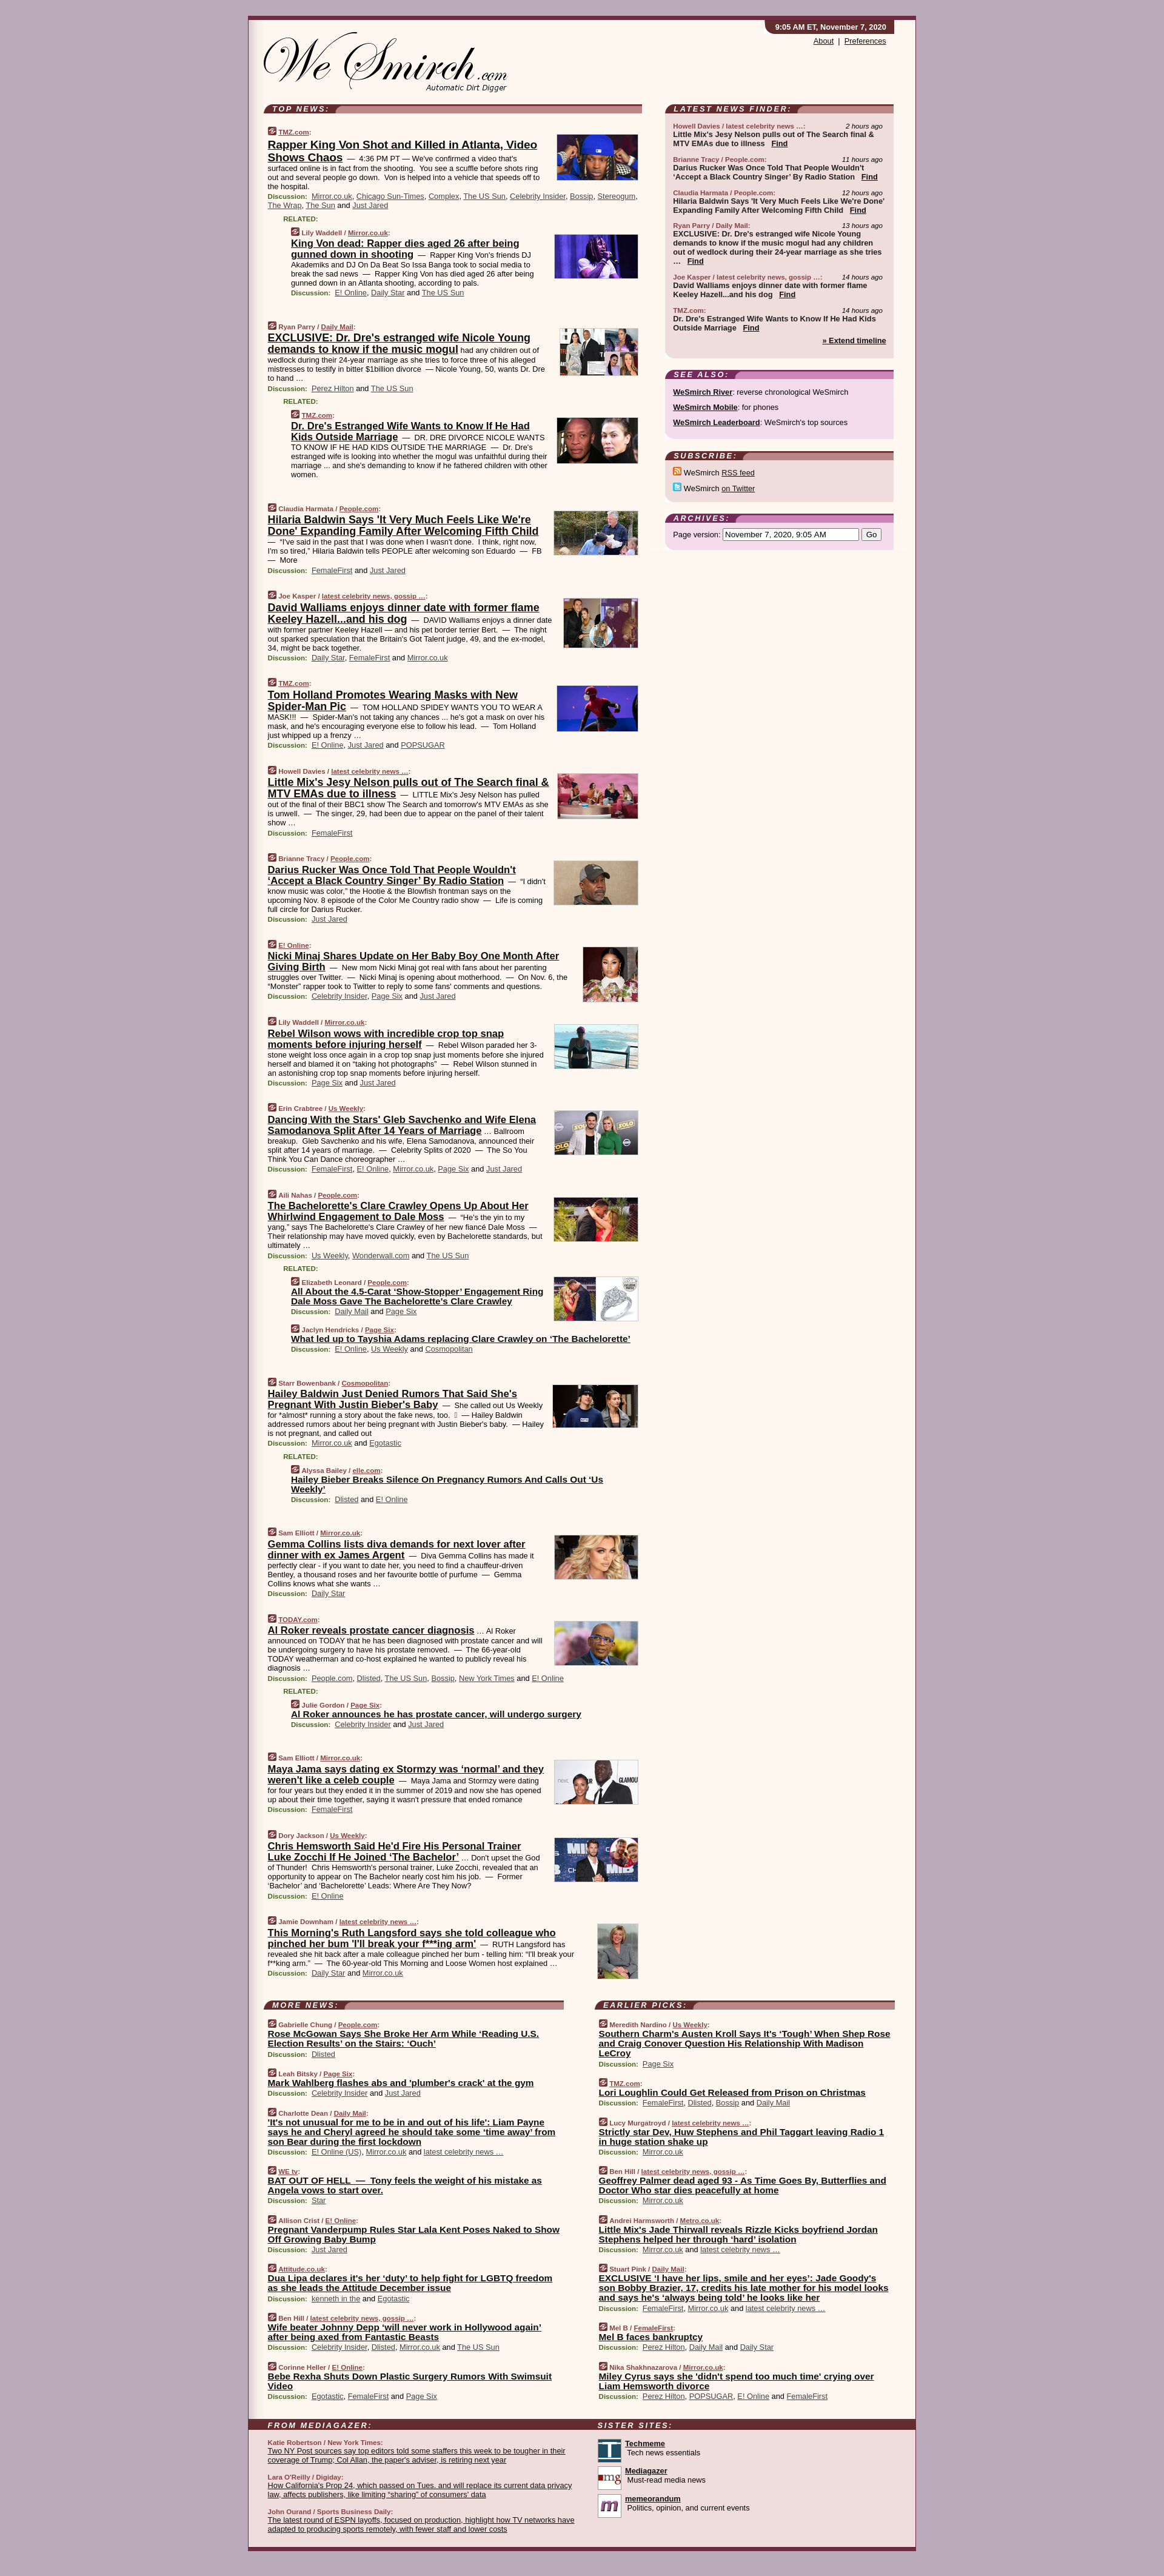 9:05 AM ET, November 7, 2020
About | Preferences
We Smirch.com
Automatic Dirt Digger
TOP NEWS:
TMZ.com:
Rapper King Von Shot and Killed in Atlanta, Video
Shows Chaos — 4:36 PM PT — We've confirmed a video that's
surfaced online is in fact from the shooting. You see a scuffle before shots ring
out and several people go down. Von is helped into a vehicle that speeds off to
the hospital.
Discussion: Mirror.co.uk, Chicago Sun-Times, Complex, The US Sun, Celebrity Insider, Bossip, Stereogum,
The Wrap, The Sun and Just Jared
RELATED:
Lily Waddell / Mirror.co.uk:
King Von dead: Rapper dies aged 26 after being
gunned down in shooting — Rapper King Von's friends DJ
Akademiks and DJ On Da Beat So Issa Banga took to social media to
break the sad news — Rapper King Von has died aged 26 after being
gunned down in an Atlanta shooting, according to pals.
Discussion: E! Online, Daily Star and The US Sun
Ryan Parry / Daily Mail:
EXCLUSIVE: Dr. Dre's estranged wife Nicole Young
demands to know if the music mogul had any children out of
wedlock during their 24-year marriage as she tries to force three of his alleged
mistresses to testify in bitter $1billion divorce — Nicole Young, 50, wants Dr. Dre
to hand …
Discussion: Perez Hilton and The US Sun
RELATED:
TMZ.com:
Dr. Dre's Estranged Wife Wants to Know If He Had
Kids Outside Marriage — DR. DRE DIVORCE NICOLE WANTS
TO KNOW IF HE HAD KIDS OUTSIDE THE MARRIAGE — Dr. Dre's
estranged wife is looking into whether the mogul was unfaithful during their
marriage ... and she's demanding to know if he fathered children with other
women.
Claudia Harmata / People.com:
Hilaria Baldwin Says 'It Very Much Feels Like We're
Done' Expanding Family After Welcoming Fifth Child
— “I've said in the past that I was done when I wasn't done. I think, right now,
I'm so tired,” Hilaria Baldwin tells PEOPLE after welcoming son Eduardo — FB
— More
Discussion: FemaleFirst and Just Jared
Joe Kasper / latest celebrity news, gossip …:
David Walliams enjoys dinner date with former flame
Keeley Hazell...and his dog — DAVID Walliams enjoys a dinner date
with former partner Keeley Hazell — and his pet border terrier Bert. — The night
out sparked speculation that the Britain's Got Talent judge, 49, and the ex-model,
34, might be back together.
Discussion: Daily Star, FemaleFirst and Mirror.co.uk
TMZ.com:
Tom Holland Promotes Wearing Masks with New
Spider-Man Pic — TOM HOLLAND SPIDEY WANTS YOU TO WEAR A
MASK!!! — Spider-Man's not taking any chances ... he's got a mask on over his
mask, and he's encouraging everyone else to follow his lead. — Tom Holland
just whipped up a frenzy …
Discussion: E! Online, Just Jared and POPSUGAR
Howell Davies / latest celebrity news …:
Little Mix's Jesy Nelson pulls out of The Search final &
MTV EMAs due to illness — LITTLE Mix's Jesy Nelson has pulled
out of the final of their BBC1 show The Search and tomorrow's MTV EMAs as she
is unwell. — The singer, 29, had been due to appear on the panel of their talent
show …
Discussion: FemaleFirst
Brianne Tracy / People.com:
Darius Rucker Was Once Told That People Wouldn't
‘Accept a Black Country Singer’ By Radio Station — “I didn't
know music was color,” the Hootie & the Blowfish frontman says on the
upcoming Nov. 8 episode of the Color Me Country radio show — Life is coming
full circle for Darius Rucker.
Discussion: Just Jared
E! Online:
Nicki Minaj Shares Update on Her Baby Boy One Month After
Giving Birth — New mom Nicki Minaj got real with fans about her parenting
struggles over Twitter. — Nicki Minaj is opening about motherhood. — On Nov. 6, the
“Monster” rapper took to Twitter to reply to some fans' comments and questions.
Discussion: Celebrity Insider, Page Six and Just Jared
Lily Waddell / Mirror.co.uk:
Rebel Wilson wows with incredible crop top snap
moments before injuring herself — Rebel Wilson paraded her 3-
stone weight loss once again in a crop top snap just moments before she injured
herself and blamed it on “taking hot photographs” — Rebel Wilson stunned in
an astonishing crop top snap moments before injuring herself.
Discussion: Page Six and Just Jared
Erin Crabtree / Us Weekly:
Dancing With the Stars' Gleb Savchenko and Wife Elena
Samodanova Split After 14 Years of Marriage … Ballroom
breakup. Gleb Savchenko and his wife, Elena Samodanova, announced their
split after 14 years of marriage. — Celebrity Splits of 2020 — The So You
Think You Can Dance choreographer …
Discussion: FemaleFirst, E! Online, Mirror.co.uk, Page Six and Just Jared
Aili Nahas / People.com:
The Bachelorette's Clare Crawley Opens Up About Her
Whirlwind Engagement to Dale Moss — “He's the yin to my
yang,” says The Bachelorette's Clare Crawley of her new fiancé Dale Moss —
Their relationship may have moved quickly, even by Bachelorette standards, but
ultimately …
Discussion: Us Weekly, Wonderwall.com and The US Sun
RELATED:
Elizabeth Leonard / People.com:
All About the 4.5-Carat ‘Show-Stopper’ Engagement Ring
Dale Moss Gave The Bachelorette's Clare Crawley
Discussion: Daily Mail and Page Six
Jaclyn Hendricks / Page Six:
What led up to Tayshia Adams replacing Clare Crawley on ‘The Bachelorette’
Discussion: E! Online, Us Weekly and Cosmopolitan
Starr Bowenbank / Cosmopolitan:
Hailey Baldwin Just Denied Rumors That Said She's
Pregnant With Justin Bieber's Baby — She called out Us Weekly
for *almost* running a story about the fake news, too. — Hailey Baldwin
addressed rumors about her being pregnant with Justin Bieber's baby. — Hailey
is not pregnant, and called out
Discussion: Mirror.co.uk and Egotastic
RELATED:
Alyssa Bailey / elle.com:
Hailey Bieber Breaks Silence On Pregnancy Rumors And Calls Out ‘Us
Weekly’
Discussion: Dlisted and E! Online
Sam Elliott / Mirror.co.uk:
Gemma Collins lists diva demands for next lover after
dinner with ex James Argent — Diva Gemma Collins has made it
perfectly clear - if you want to date her, you need to find a chauffeur-driven
Bentley, a thousand roses and her favourite bottle of purfume — Gemma
Collins knows what she wants …
Discussion: Daily Star
TODAY.com:
Al Roker reveals prostate cancer diagnosis … Al Roker
announced on TODAY that he has been diagnosed with prostate cancer and will
be undergoing surgery to have his prostate removed. — The 66-year-old
TODAY weatherman and co-host explained he wanted to publicly reveal his
diagnosis …
Discussion: People.com, Dlisted, The US Sun, Bossip, New York Times and E! Online
RELATED:
Julie Gordon / Page Six:
Al Roker announces he has prostate cancer, will undergo surgery
Discussion: Celebrity Insider and Just Jared
Sam Elliott / Mirror.co.uk:
Maya Jama says dating ex Stormzy was ‘normal’ and they
weren't like a celeb couple — Maya Jama and Stormzy were dating
for four years but they ended it in the summer of 2019 and now she has opened
up about their time together, saying it wasn't pressure that ended romance
Discussion: FemaleFirst
Dory Jackson / Us Weekly:
Chris Hemsworth Said He'd Fire His Personal Trainer
Luke Zocchi If He Joined ‘The Bachelor’ … Don't upset the God
of Thunder! Chris Hemsworth's personal trainer, Luke Zocchi, revealed that an
opportunity to appear on The Bachelor nearly cost him his job. — Former
‘Bachelor’ and ‘Bachelorette’ Leads: Where Are They Now?
Discussion: E! Online
Jamie Downham / latest celebrity news …:
This Morning's Ruth Langsford says she told colleague who
pinched her bum 'I'll break your f***ing arm' — RUTH Langsford has
revealed she hit back after a male colleague pinched her bum - telling him: “I'll break your
f**king arm.” — The 60-year-old This Morning and Loose Women host explained …
Discussion: Daily Star and Mirror.co.uk
LATEST NEWS FINDER:
Howell Davies / latest celebrity news …: 2 hours ago
Little Mix's Jesy Nelson pulls out of The Search final &
MTV EMAs due to illness Find
Brianne Tracy / People.com: 11 hours ago
Darius Rucker Was Once Told That People Wouldn't
‘Accept a Black Country Singer’ By Radio Station Find
Claudia Harmata / People.com: 12 hours ago
Hilaria Baldwin Says 'It Very Much Feels Like We're Done'
Expanding Family After Welcoming Fifth Child Find
Ryan Parry / Daily Mail: 13 hours ago
EXCLUSIVE: Dr. Dre's estranged wife Nicole Young
demands to know if the music mogul had any children
out of wedlock during their 24-year marriage as she tries
… Find
Joe Kasper / latest celebrity news, gossip …: 14 hours ago
David Walliams enjoys dinner date with former flame
Keeley Hazell...and his dog Find
TMZ.com: 14 hours ago
Dr. Dre's Estranged Wife Wants to Know If He Had Kids
Outside Marriage Find
» Extend timeline
SEE ALSO:
WeSmirch River: reverse chronological WeSmirch
WeSmirch Mobile: for phones
WeSmirch Leaderboard: WeSmirch's top sources
SUBSCRIBE:
WeSmirch RSS feed
WeSmirch on Twitter
ARCHIVES:
Page version: November 7, 2020, 9:05 AM Go
MORE NEWS:
Gabrielle Chung / People.com:
Rose McGowan Says She Broke Her Arm While ‘Reading U.S.
Election Results’ on the Stairs: ‘Ouch’
Discussion: Dlisted
Leah Bitsky / Page Six:
Mark Wahlberg flashes abs and 'plumber's crack' at the gym
Discussion: Celebrity Insider and Just Jared
Charlotte Dean / Daily Mail:
'It's not unusual for me to be in and out of his life': Liam Payne
says he and Cheryl agreed he should take some ‘time away’ from
son Bear during the first lockdown
Discussion: E! Online (US), Mirror.co.uk and latest celebrity news …
WE tv:
BAT OUT OF HELL — Tony feels the weight of his mistake as
Angela vows to start over.
Discussion: Star
Allison Crist / E! Online:
Pregnant Vanderpump Rules Star Lala Kent Poses Naked to Show
Off Growing Baby Bump
Discussion: Just Jared
Attitude.co.uk:
Dua Lipa declares it's her ‘duty’ to help fight for LGBTQ freedom
as she leads the Attitude December issue
Discussion: kenneth in the and Egotastic
Ben Hill / latest celebrity news, gossip …:
Wife beater Johnny Depp ‘will never work in Hollywood again’
after being axed from Fantastic Beasts
Discussion: Celebrity Insider, Dlisted, Mirror.co.uk and The US Sun
Corinne Heller / E! Online:
Bebe Rexha Shuts Down Plastic Surgery Rumors With Swimsuit
Video
Discussion: Egotastic, FemaleFirst and Page Six
EARLIER PICKS:
Meredith Nardino / Us Weekly:
Southern Charm's Austen Kroll Says It's ‘Tough’ When Shep Rose
and Craig Conover Question His Relationship With Madison
LeCroy
Discussion: Page Six
TMZ.com:
Lori Loughlin Could Get Released from Prison on Christmas
Discussion: FemaleFirst, Dlisted, Bossip and Daily Mail
Lucy Murgatroyd / latest celebrity news …:
Strictly star Dev, Huw Stephens and Phil Taggart leaving Radio 1
in huge station shake up
Discussion: Mirror.co.uk
Ben Hill / latest celebrity news, gossip …:
Geoffrey Palmer dead aged 93 - As Time Goes By, Butterflies and
Doctor Who star dies peacefully at home
Discussion: Mirror.co.uk
Andrei Harmsworth / Metro.co.uk:
Little Mix's Jade Thirwall reveals Rizzle Kicks boyfriend Jordan
Stephens helped her through ‘hard’ isolation
Discussion: Mirror.co.uk and latest celebrity news …
Stuart Pink / Daily Mail:
EXCLUSIVE ‘I have her lips, smile and her eyes’: Jade Goody's
son Bobby Brazier, 17, credits his late mother for his model looks
and says he's ‘always being told’ he looks like her
Discussion: FemaleFirst, Mirror.co.uk and latest celebrity news …
Mel B / FemaleFirst:
Mel B faces bankruptcy
Discussion: Perez Hilton, Daily Mail and Daily Star
Nika Shakhnazarova / Mirror.co.uk:
Miley Cyrus says she 'didn't spend too much time' crying over
Liam Hemsworth divorce
Discussion: Perez Hilton, POPSUGAR, E! Online and FemaleFirst
FROM MEDIAGAZER:
Katie Robertson / New York Times:
Two NY Post sources say top editors told some staffers this week to be tougher in their
coverage of Trump; Col Allan, the paper's adviser, is retiring next year
Lara O'Reilly / Digiday:
How California's Prop 24, which passed on Tues. and will replace its current data privacy
law, affects publishers, like limiting “sharing” of consumers' data
John Ourand / Sports Business Daily:
The latest round of ESPN layoffs, focused on production, highlight how TV networks have
adapted to producing sports remotely, with fewer staff and lower costs
SISTER SITES:
Techmeme
Tech news essentials
mg
Mediagazer
Must-read media news
m
memeorandum
Politics, opinion, and current events